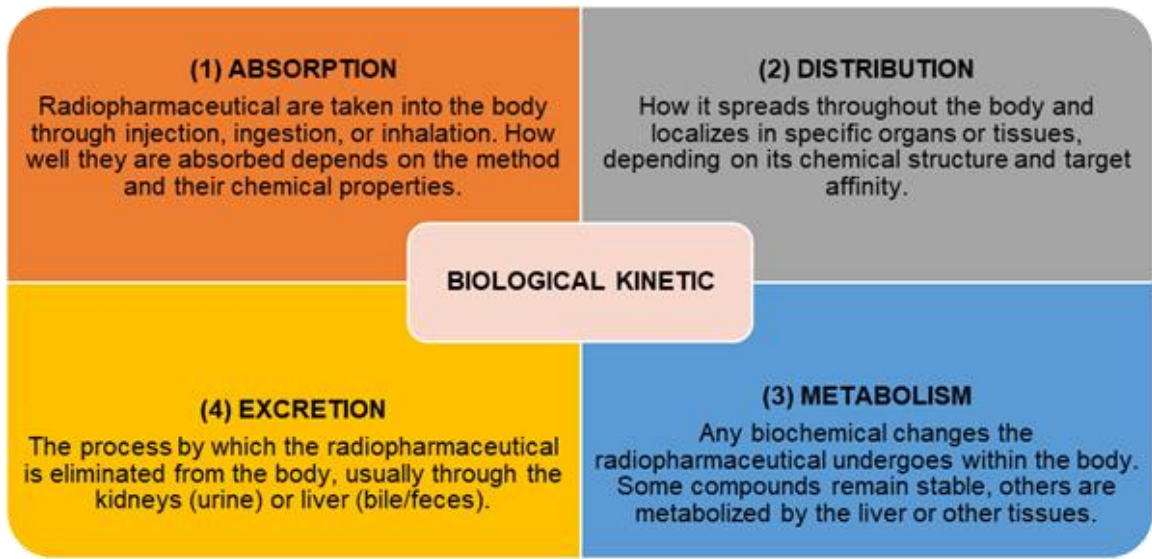 (1) ABSORPTION
Radiopharmaceutical are taken into the body
through injection, ingestion, or inhalation. How
well they are absorbed depends on the method
and their chemical properties.
(2) DISTRIBUTION
How it spreads throughout the body and
localizes in specific organs or tissues,
depending on its chemical structure and target
affinity.
BIOLOGICAL KINETIC
(4) EXCRETION
The process by which the radiopharmaceutical
is eliminated from the body, usually through the
kidneys (urine) or liver (bile/feces).
(3) METABOLISM
Any biochemical changes the
radiopharmaceutical undergoes within the body.
Some compounds remain stable, others are
metabolized by the liver or other tissues.